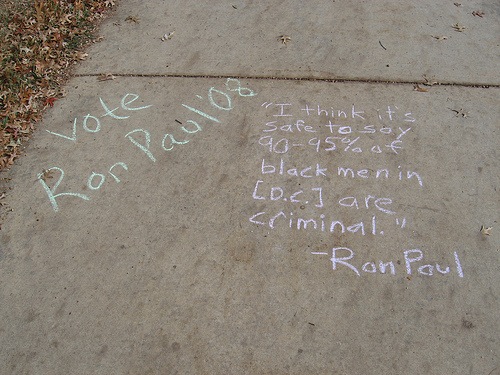 vote
Ron Paul '08
"I think it's
safe to say
90-95% of
black men in
[D.C.] are
criminal."
-Ron Paul